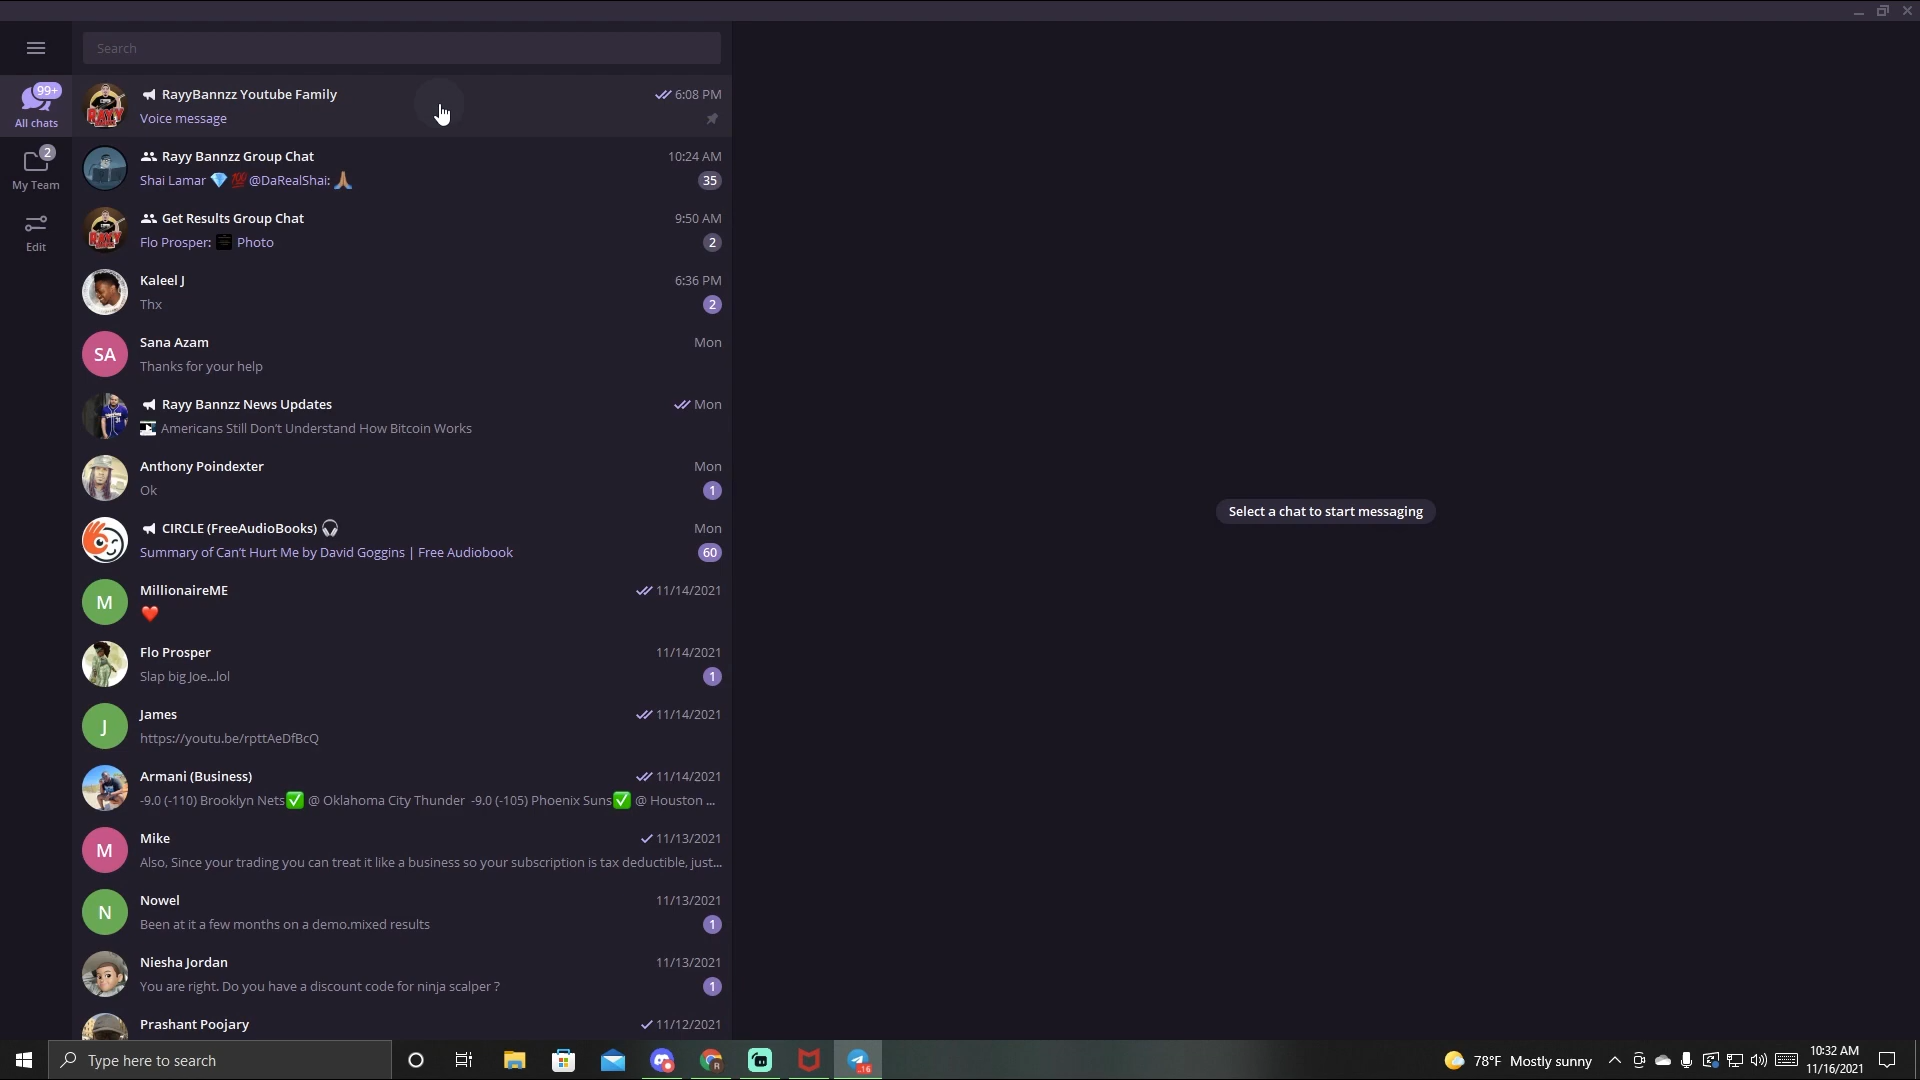 Search
99+
All chats
2
My Team
Edit
RayyBannzz Youtube Family 6:08 PM
Voice message
Rayy Bannzz Group Chat 10:24 AM
Shai Lamar 💎💯@DaRealShai: 🙏🏽 35
Get Results Group Chat 9:50 AM
Flo Prosper: Photo 2
Kaleel J 6:36 PM
Thx 2
SA
Sana Azam Mon
Thanks for your help
Rayy Bannzz News Updates Mon
Americans Still Don't Understand How Bitcoin Works
Anthony Poindexter Mon
Ok 1
CIRCLE (FreeAudioBooks) 🎧 Mon
Summary of Can't Hurt Me by David Goggins | Free Audiobook 60
M
MillionaireME 11/14/2021
❤️
Flo Prosper 11/14/2021
Slap big Joe...lol 1
J
James 11/14/2021
https://youtu.be/rpttAeDfBcQ
Armani (Business) 11/14/2021
-9.0 (-110) Brooklyn Nets✅ @ Oklahoma City Thunder -9.0 (-105) Phoenix Suns✅ @ Houston ...
M
Mike 11/13/2021
Also, Since your trading you can treat it like a business so your subscription is tax deductible, just...
N
Nowel 11/13/2021
Been at it a few months on a demo.mixed results 1
Niesha Jordan 11/13/2021
You are right. Do you have a discount code for ninja scalper ? 1
Prashant Poojary 11/12/2021
Select a chat to start messaging
Type here to search
78°F Mostly sunny
10:32 AM
11/16/2021